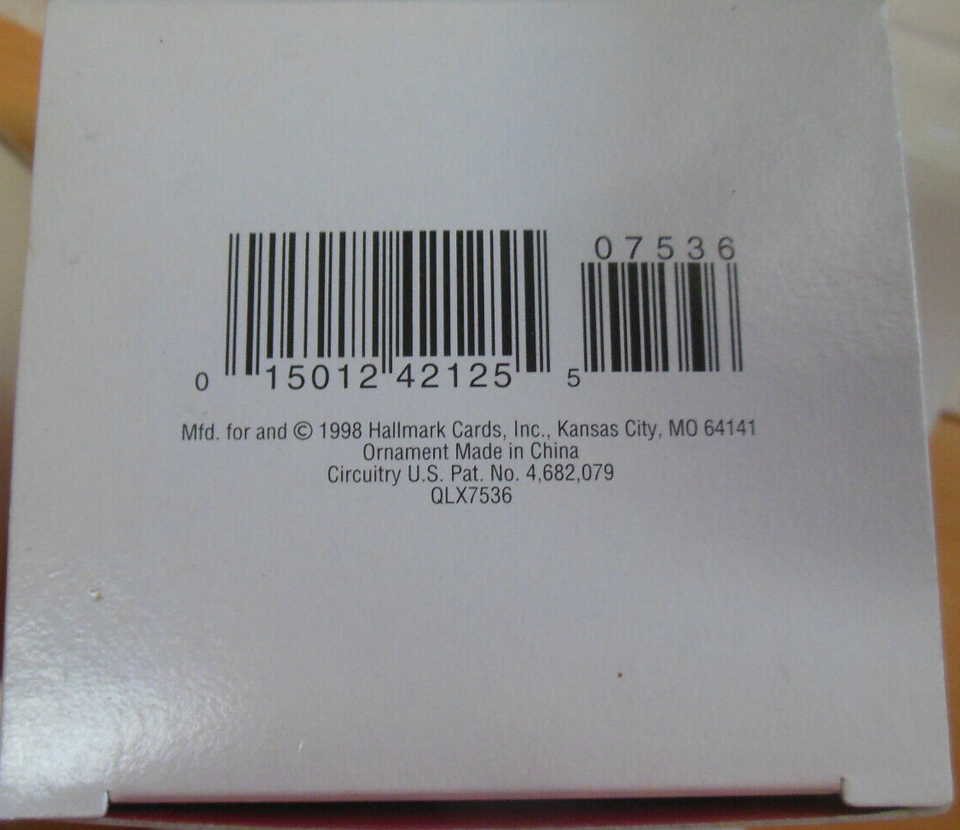 07536
0 15012 42125 5
Mfd. for and © 1998 Hallmark Cards, Inc., Kansas City, MO 64141
Ornament Made in China
Circuitry U.S. Pat. No. 4,682,079
QLX7536